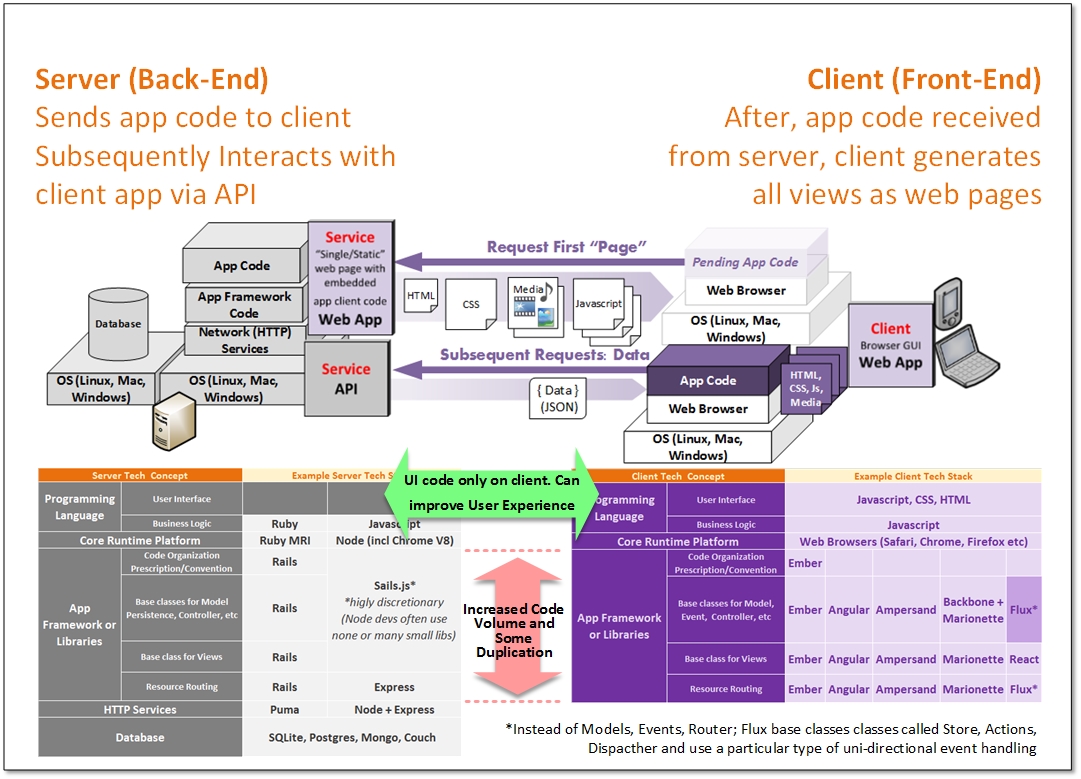 Server (Back-End)
Sends app code to client
Subsequently Interacts with
client app via API
Client (Front-End)
After, app code received
from server, client generates
all views as web pages
Database
OS (Linux, Mac,
Windows)
App Code
App Framework
Code
Network (HTTP)
Services
OS (Linux, Mac,
Windows)
Service
“Single/Static”
web page with
embedded
app client code
Web App
Service
API
Request First “Page”
HTML
CSS
Media
Javascript
Subsequent Requests: Data
{ Data }
(JSON)
Pending App Code
Web Browser
OS (Linux, Mac,
Windows)
App Code
Web Browser
OS (Linux, Mac,
Windows)
HTML,
CSS, Js,
Media
Client
Browser GUI
Web App
UI code only on client. Can
improve User Experience
Server Tech Concept
Example Server Tech S
Programming
Language
User Interface
Business Logic
Ruby
Javascript
Core Runtime Platform
Ruby MRI
Node (incl Chrome V8)
App
Framework or
Libraries
Code Organization
Prescription/Convention
Rails
Base classes for Model
Persistence, Controller, etc
Rails
Sails.js*
*higly discretionary
(Node devs often use
none or many small libs)
Base class for Views
Rails
Resource Routing
Rails
Express
HTTP Services
Puma
Node + Express
Database
SQLite, Postgres, Mongo, Couch
Increased Code
Volume and
Some
Duplication
Client Tech Concept
Example Client Tech Stack
rogramming
Language
User Interface
Javascript, CSS, HTML
Business Logic
Javascript
Core Runtime Platform
Web Browsers (Safari, Chrome, Firefox etc)
App Framework
or Libraries
Code Organization
Prescription/Convention
Ember
Base classes for Model,
Event, Controller, etc
Ember Angular Ampersand Backbone + Marionette Flux*
Base class for Views
Ember Angular Ampersand Marionette React
Resource Routing
Ember Angular Ampersand Marionette Flux*
*Instead of Models, Events, Router; Flux base classes classes called Store, Actions,
Dispacther and use a particular type of uni-directional event handling